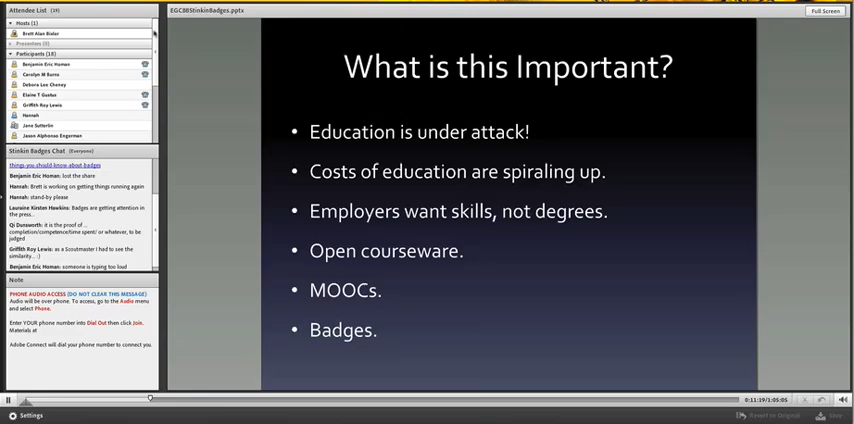 Attendee List (19)
Hosts (1)
Brett Alan Bixler
Presenters (0)
Participants (18)
Benjamin Eric Homan
Carolyn M Burns
Debora Lee Cheney
Elaine T Gustus
Griffith Roy Lewis
Hannah
Jane Sutterlin
Jason Alphonso Engerman
Stinkin Badges Chat (Everyone)
things-you-should-know-about-badges
Benjamin Eric Homan: lost the share
Hannah: Brett is working on getting things running again
Hannah: stand-by please
Lauraine Kirsten Hawkins: Badges are getting attention in
the press...
Qi Dunsworth: it is the proof of ...
completion/competence/time spent/ or whatever, to be
judged
Griffith Roy Lewis: as a Scoutmaster I had to see the
similarity... :)
Benjamin Eric Homan: someone is typing too loud
Note
PHONE AUDIO ACCESS (DO NOT CLEAR THIS MESSAGE)
Audio will be over phone. To access, go to the Audio menu
and select Phone.
Enter YOUR phone number into Dial Out then click Join.
Materials at
Adobe Connect will dial your phone number to connect you.
EGC88StinkinBadges.pptx
Full Screen
What is this Important?
• Education is under attack!
• Costs of education are spiraling up.
• Employers want skills, not degrees.
• Open courseware.
• MOOCs.
• Badges.
0:11:19/1:05:05
Settings
Revert to Original
Save